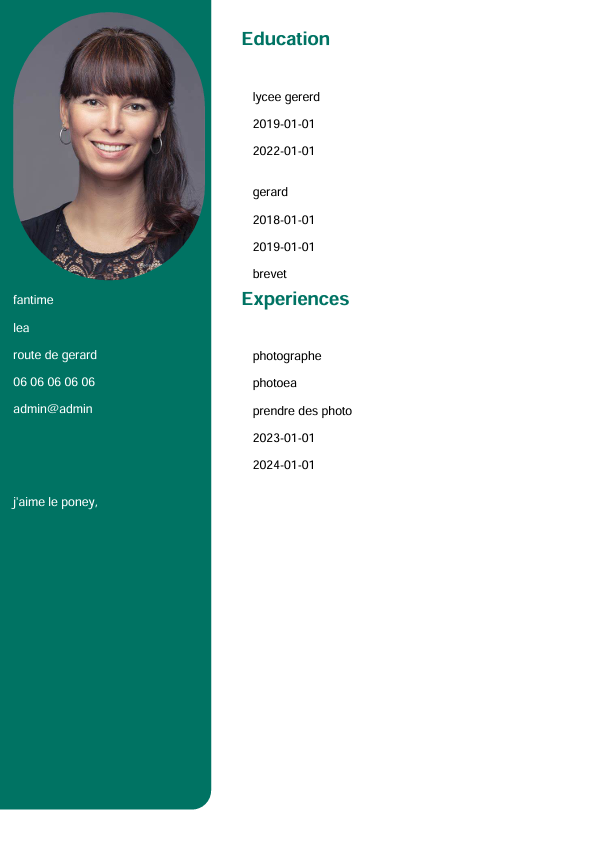 fantime
lea
route de gerard
06 06 06 06 06
admin@admin
j'aime le poney,
Education
lycee gererd
2019-01-01
2022-01-01
gerard
2018-01-01
2019-01-01
brevet
Experiences
photographe
photoea
prendre des photo
2023-01-01
2024-01-01